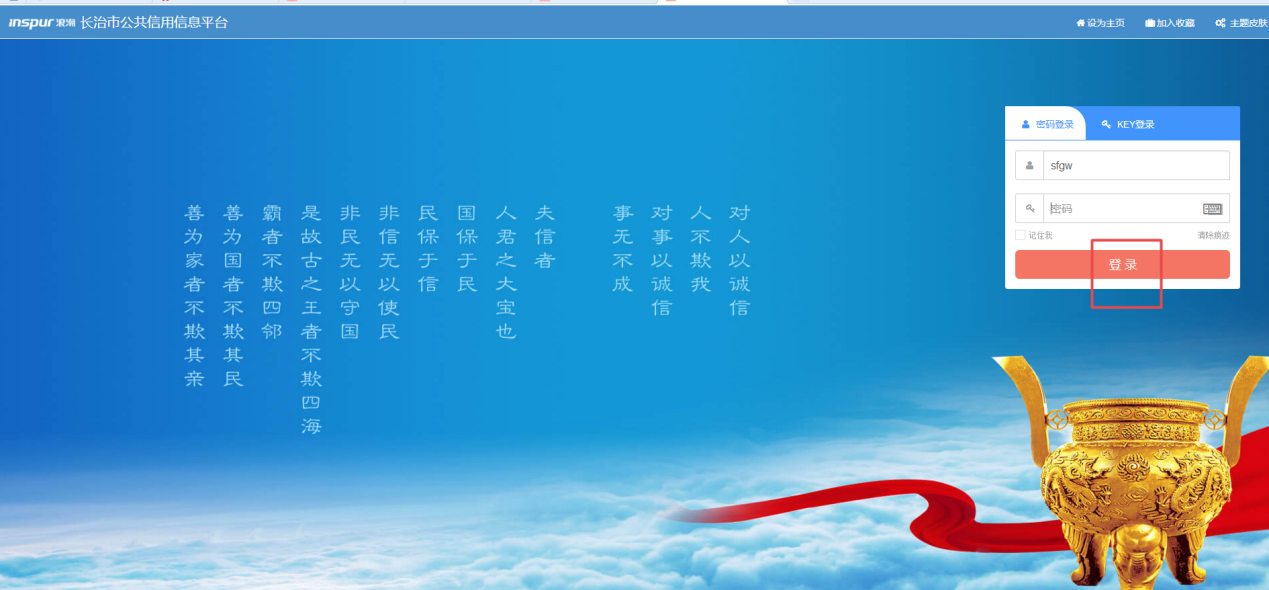 inspur 浪潮 长治市公共信用信息平台
设为主页 加入收藏 主题皮肤
密码登录 KEY登录
sfgw
密码
记住我 清除痕迹
登录
对人以诚信
人不欺我
对事以诚信
事无不成
夫信者
人君之大宝也
国保于民
民保于信
非信无以使民
非民无以守国
是故古之王者不欺四海
霸者不欺四邻
善为国者不欺其民
善为家者不欺其亲